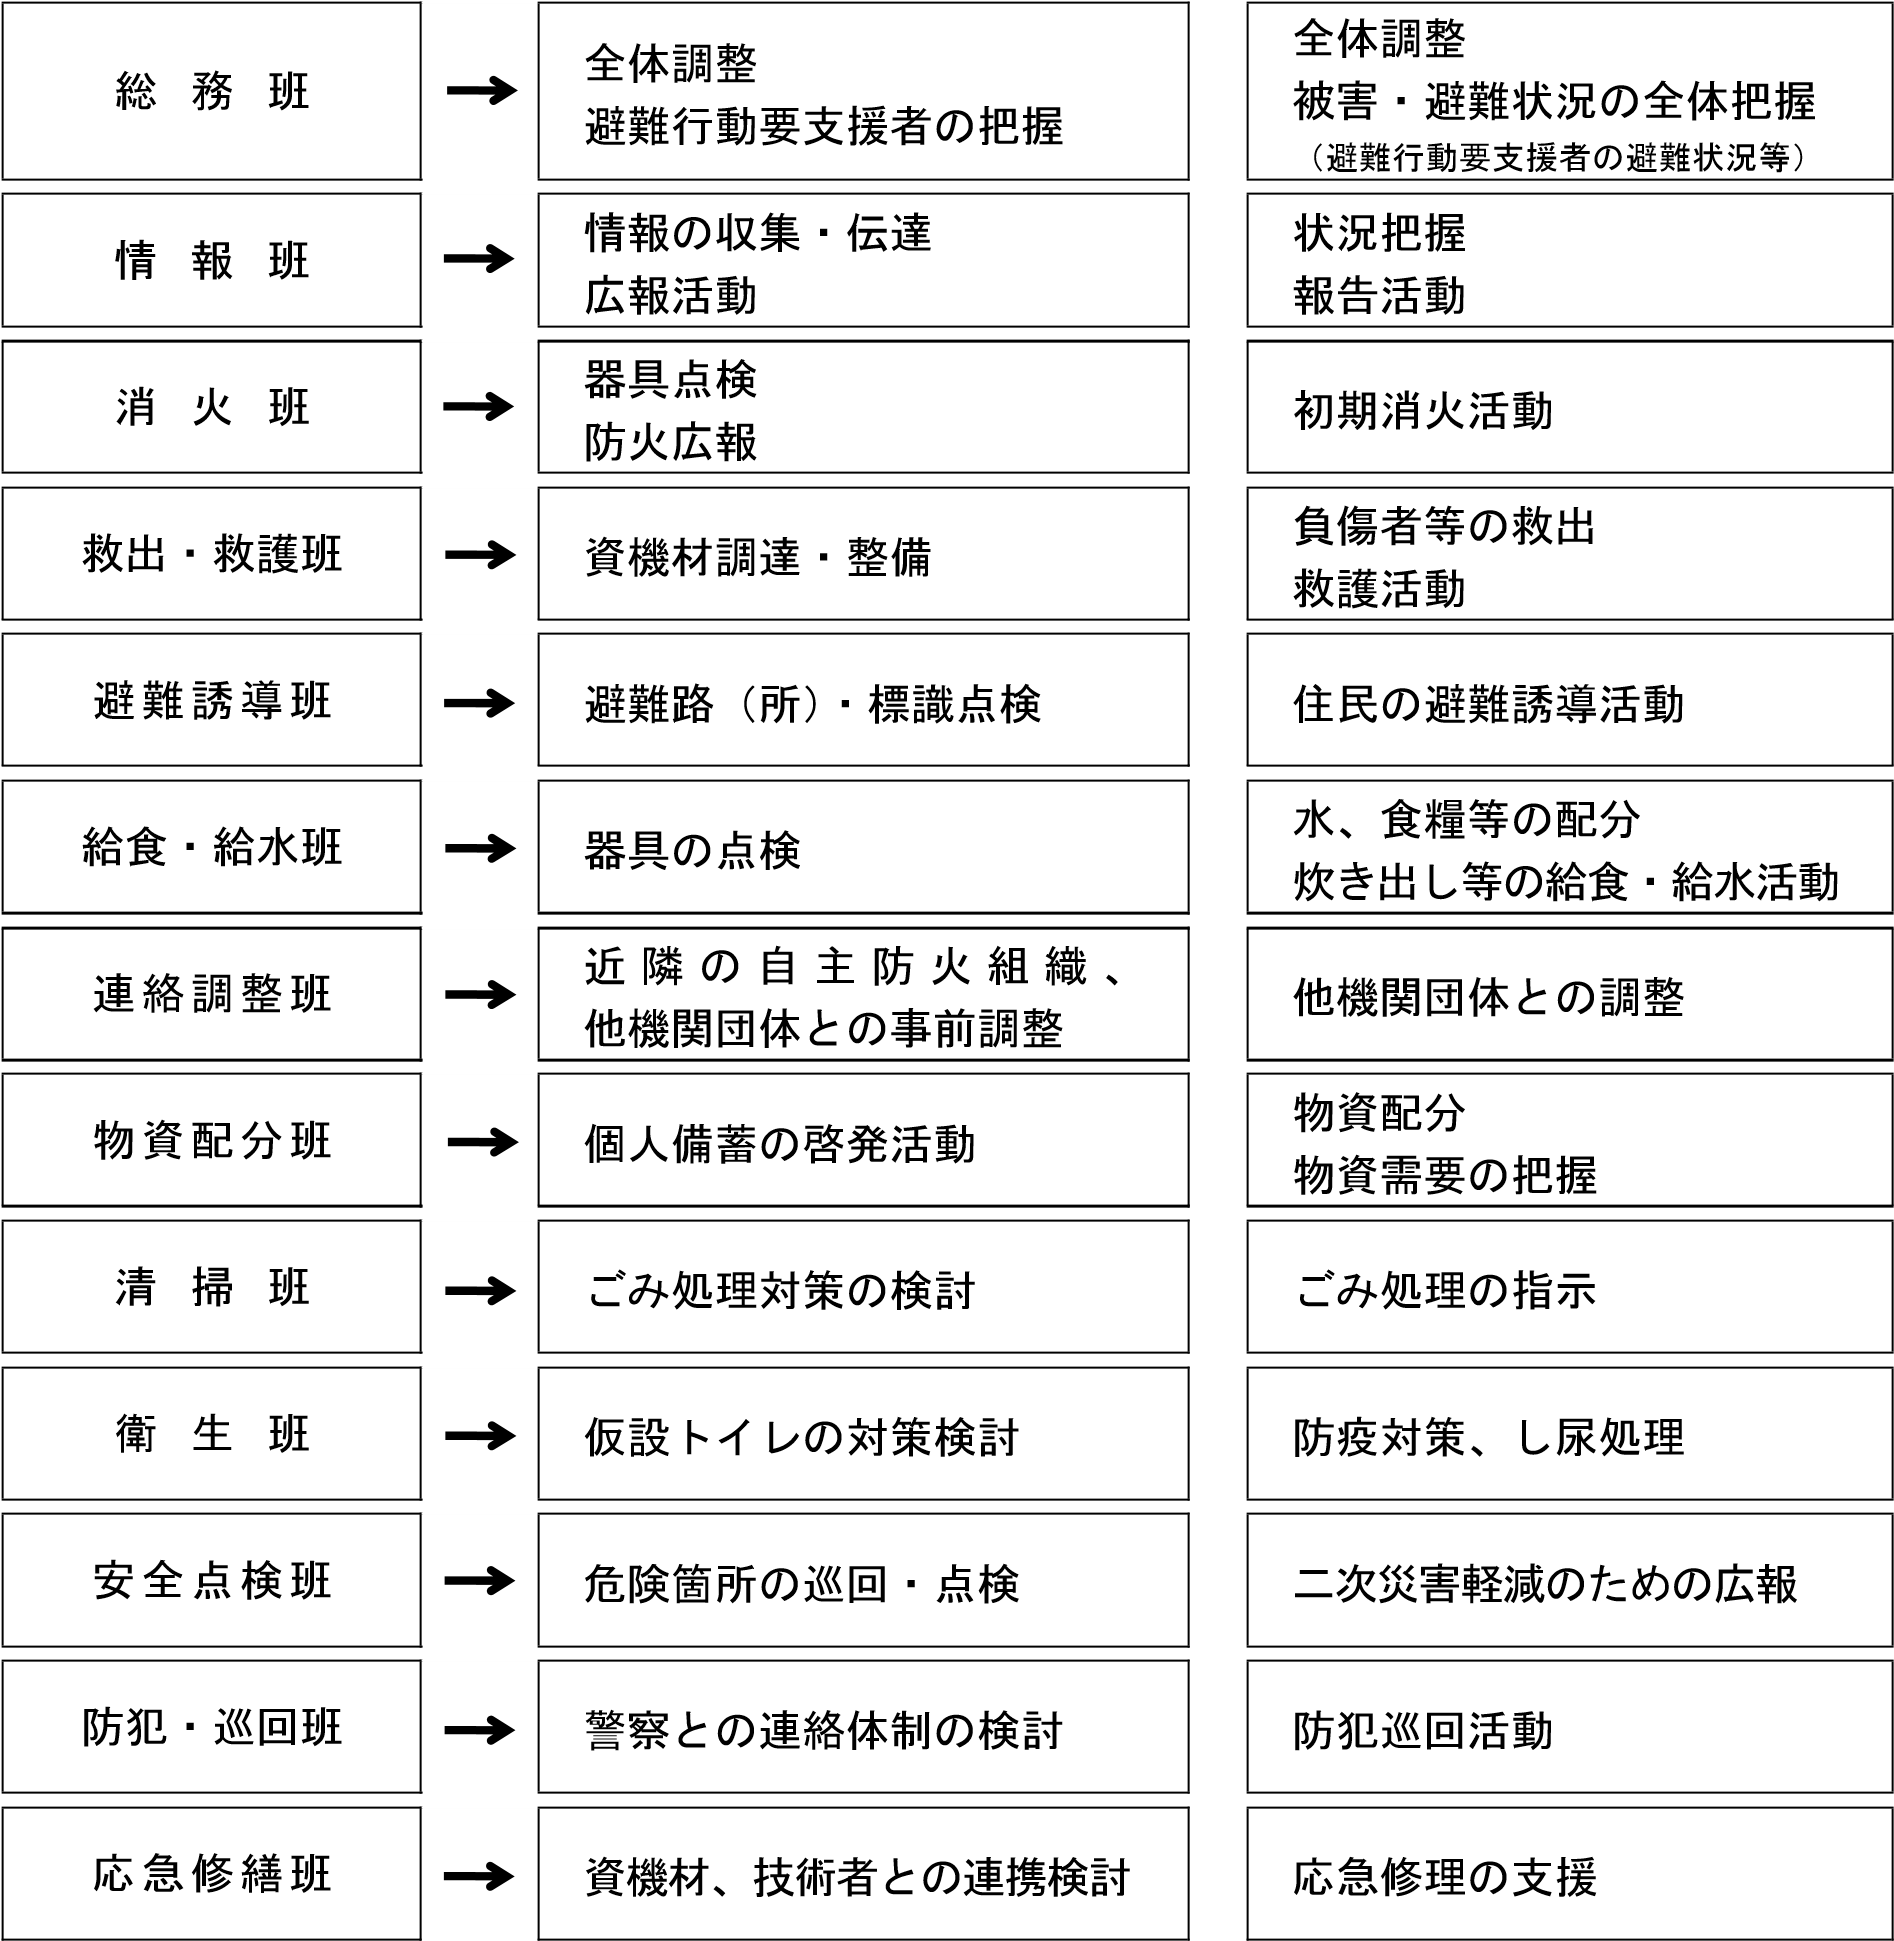 総務班
全体調整
避難行動要支援者の把握
全体調整
被害・避難状況の全体把握
（避難行動要支援者の避難状況等）
情報班
情報の収集・伝達
広報活動
状況把握
報告活動
消火班
器具点検
防火広報
初期消火活動
救出・救護班
資機材調達・整備
負傷者等の救出
救護活動
避難誘導班
避難路（所）・標識点検
住民の避難誘導活動
給食・給水班
器具の点検
水、食糧等の配分
炊き出し等の給食・給水活動
連絡調整班
近隣の自主防火組織、
他機関団体との事前調整
他機関団体との調整
物資配分班
個人備蓄の啓発活動
物資配分
物資需要の把握
清掃班
ごみ処理対策の検討
ごみ処理の指示
衛生班
仮設トイレの対策検討
防疫対策、し尿処理
安全点検班
危険箇所の巡回・点検
二次災害軽減のための広報
防犯・巡回班
警察との連絡体制の検討
防犯巡回活動
応急修繕班
資機材、技術者との連携検討
応急修理の支援